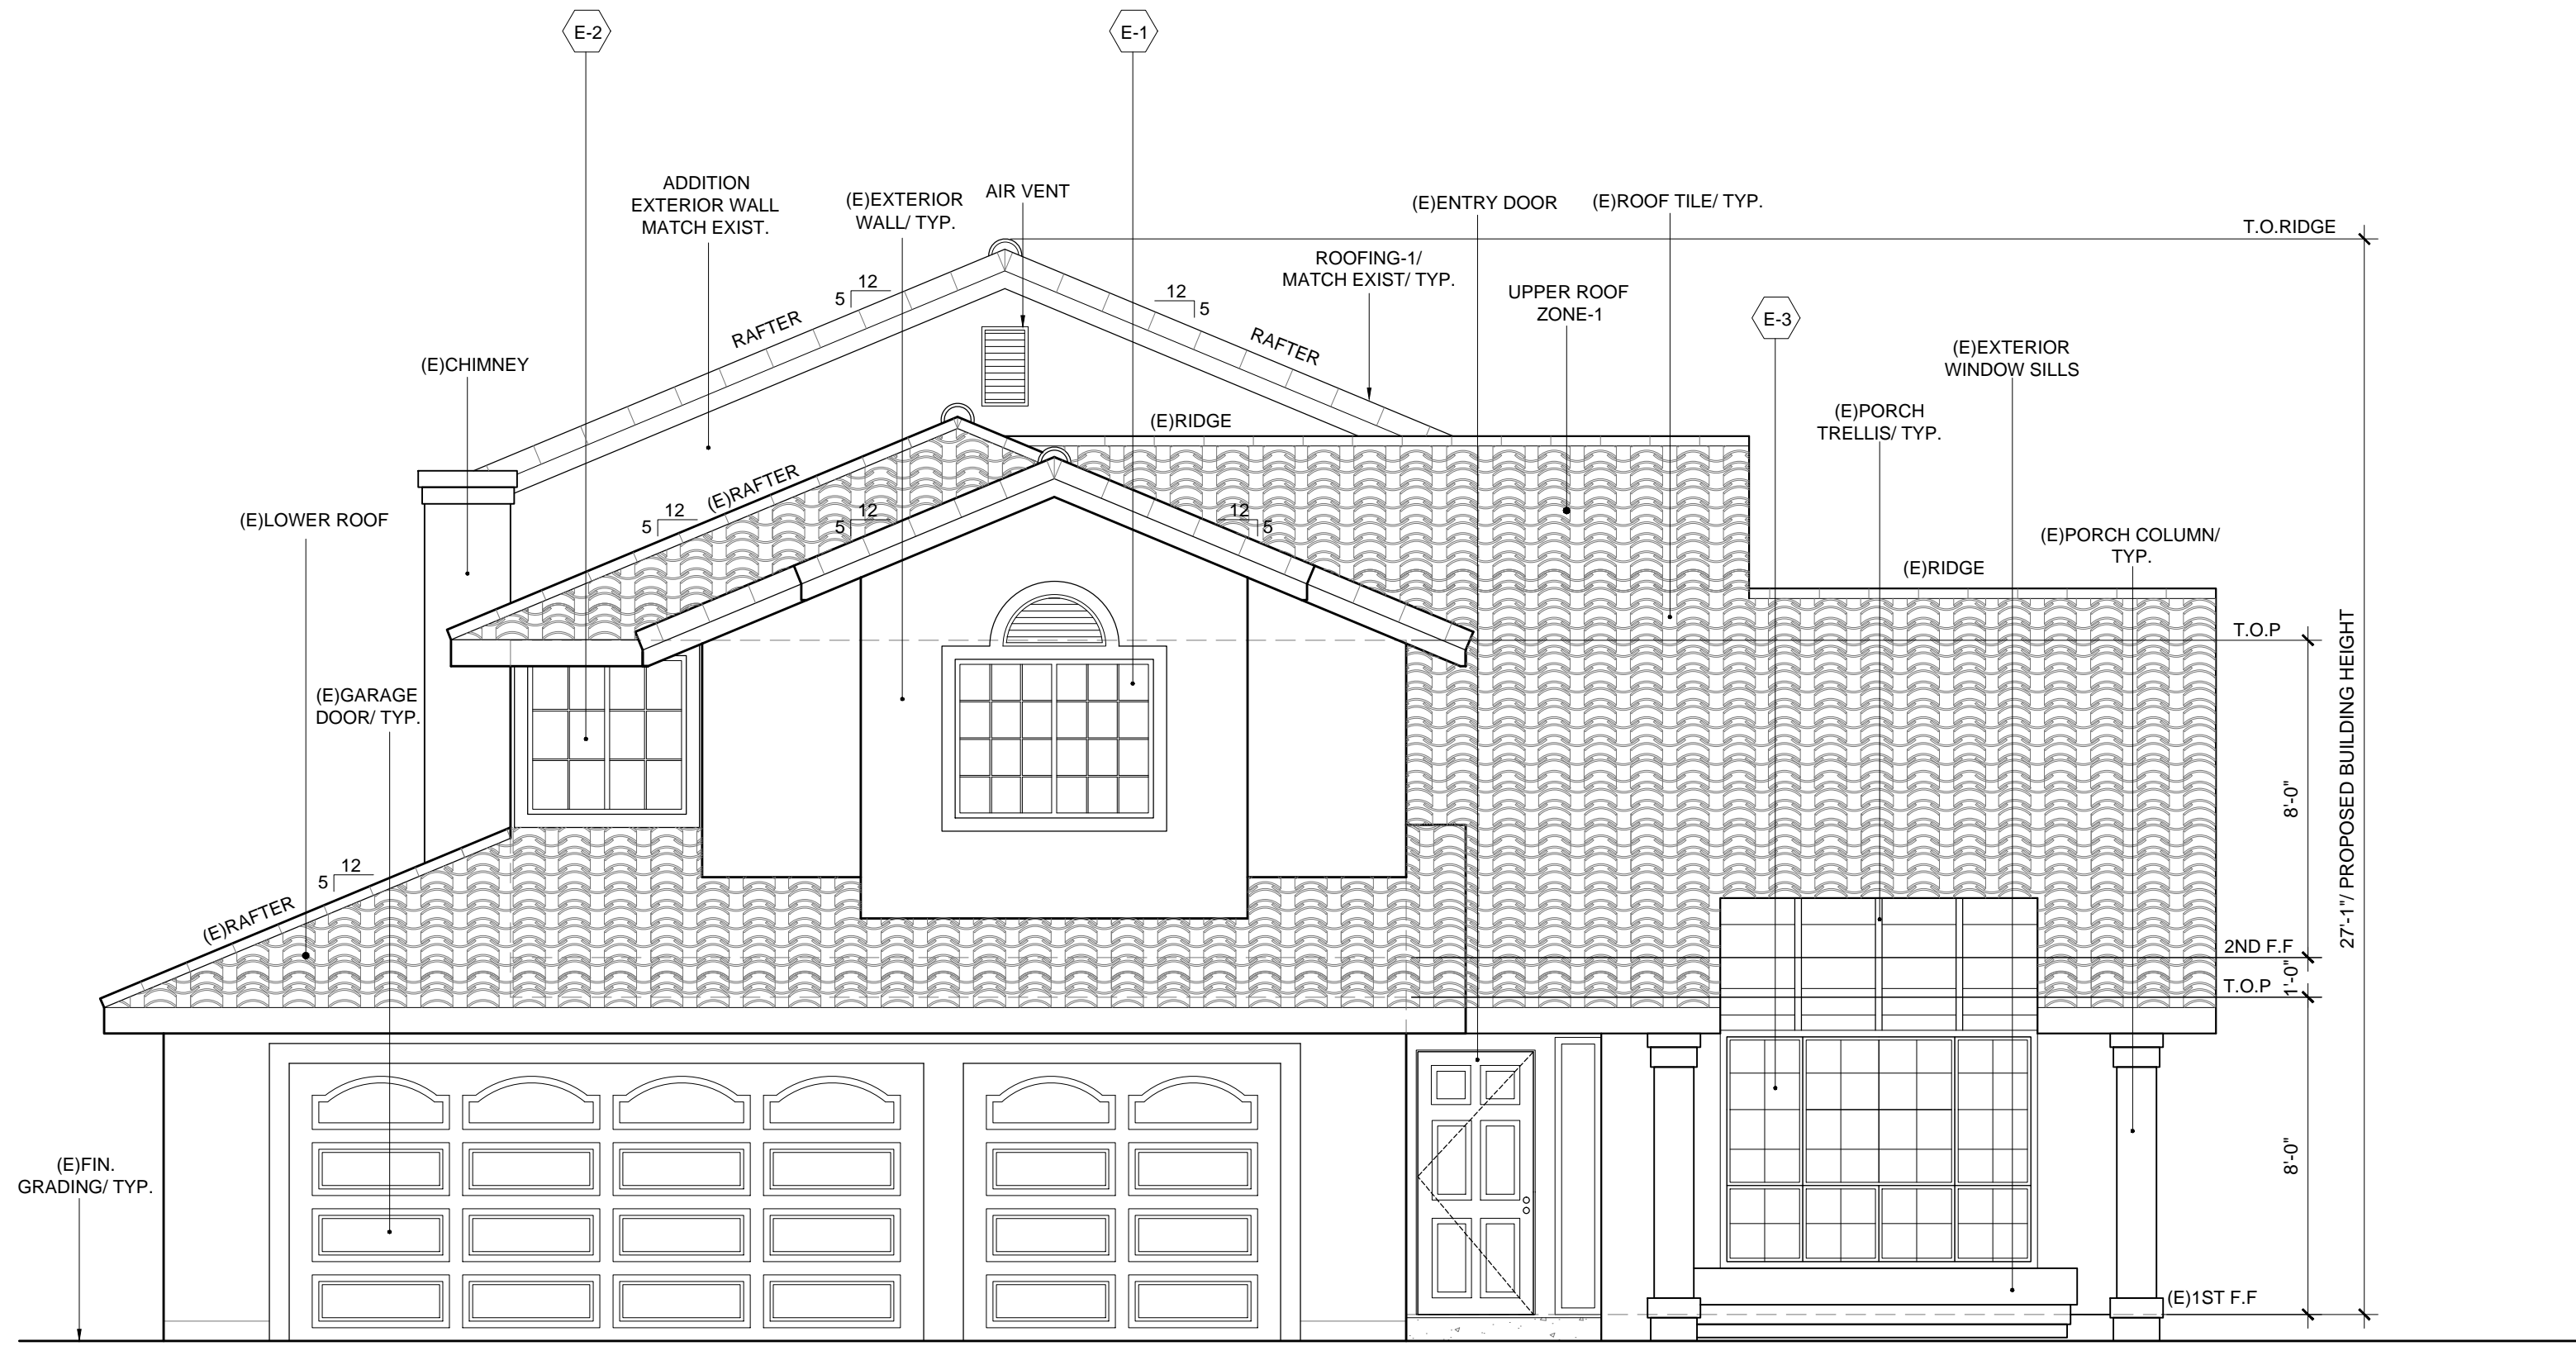 E-2
E-1
ADDITION
EXTERIOR WALL
MATCH EXIST.
(E)EXTERIOR
WALL/ TYP.
AIR VENT
(E)ENTRY DOOR
(E)ROOF TILE/ TYP.
T.O.RIDGE
ROOFING-1/
MATCH EXIST/ TYP.
12
5
12
5
UPPER ROOF
ZONE-1
E-3
RAFTER
RAFTER
(E)CHIMNEY
(E)EXTERIOR
WINDOW SILLS
(E)RIDGE
(E)PORCH
TRELLIS/ TYP.
(E)RAFTER
12
5
12
5
12
5
(E)LOWER ROOF
(E)PORCH COLUMN/
TYP.
(E)RIDGE
T.O.P
(E)GARAGE
DOOR/ TYP.
8'-0"
27'-1"/ PROPOSED BUILDING HEIGHT
12
5
(E)RAFTER
2ND F.F
1'-0"
T.O.P
(E)FIN.
GRADING/ TYP.
8'-0"
(E)1ST F.F